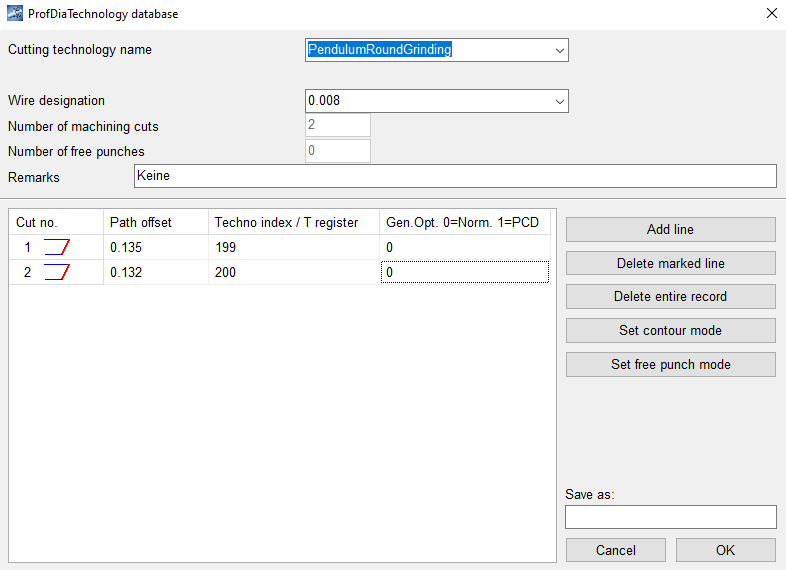 ProfDiaTechnology database
Cutting technology name PendulumRoundGrinding
Wire designation 0.008
Number of machining cuts 2
Number of free punches 0
Remarks Keine
Cut no. Path offset Techno index / T register Gen.Opt. 0=Norm. 1=PCD
1 0.135 199 0
2 0.132 200 0
Add line
Delete marked line
Delete entire record
Set contour mode
Set free punch mode
Save as:
Cancel OK